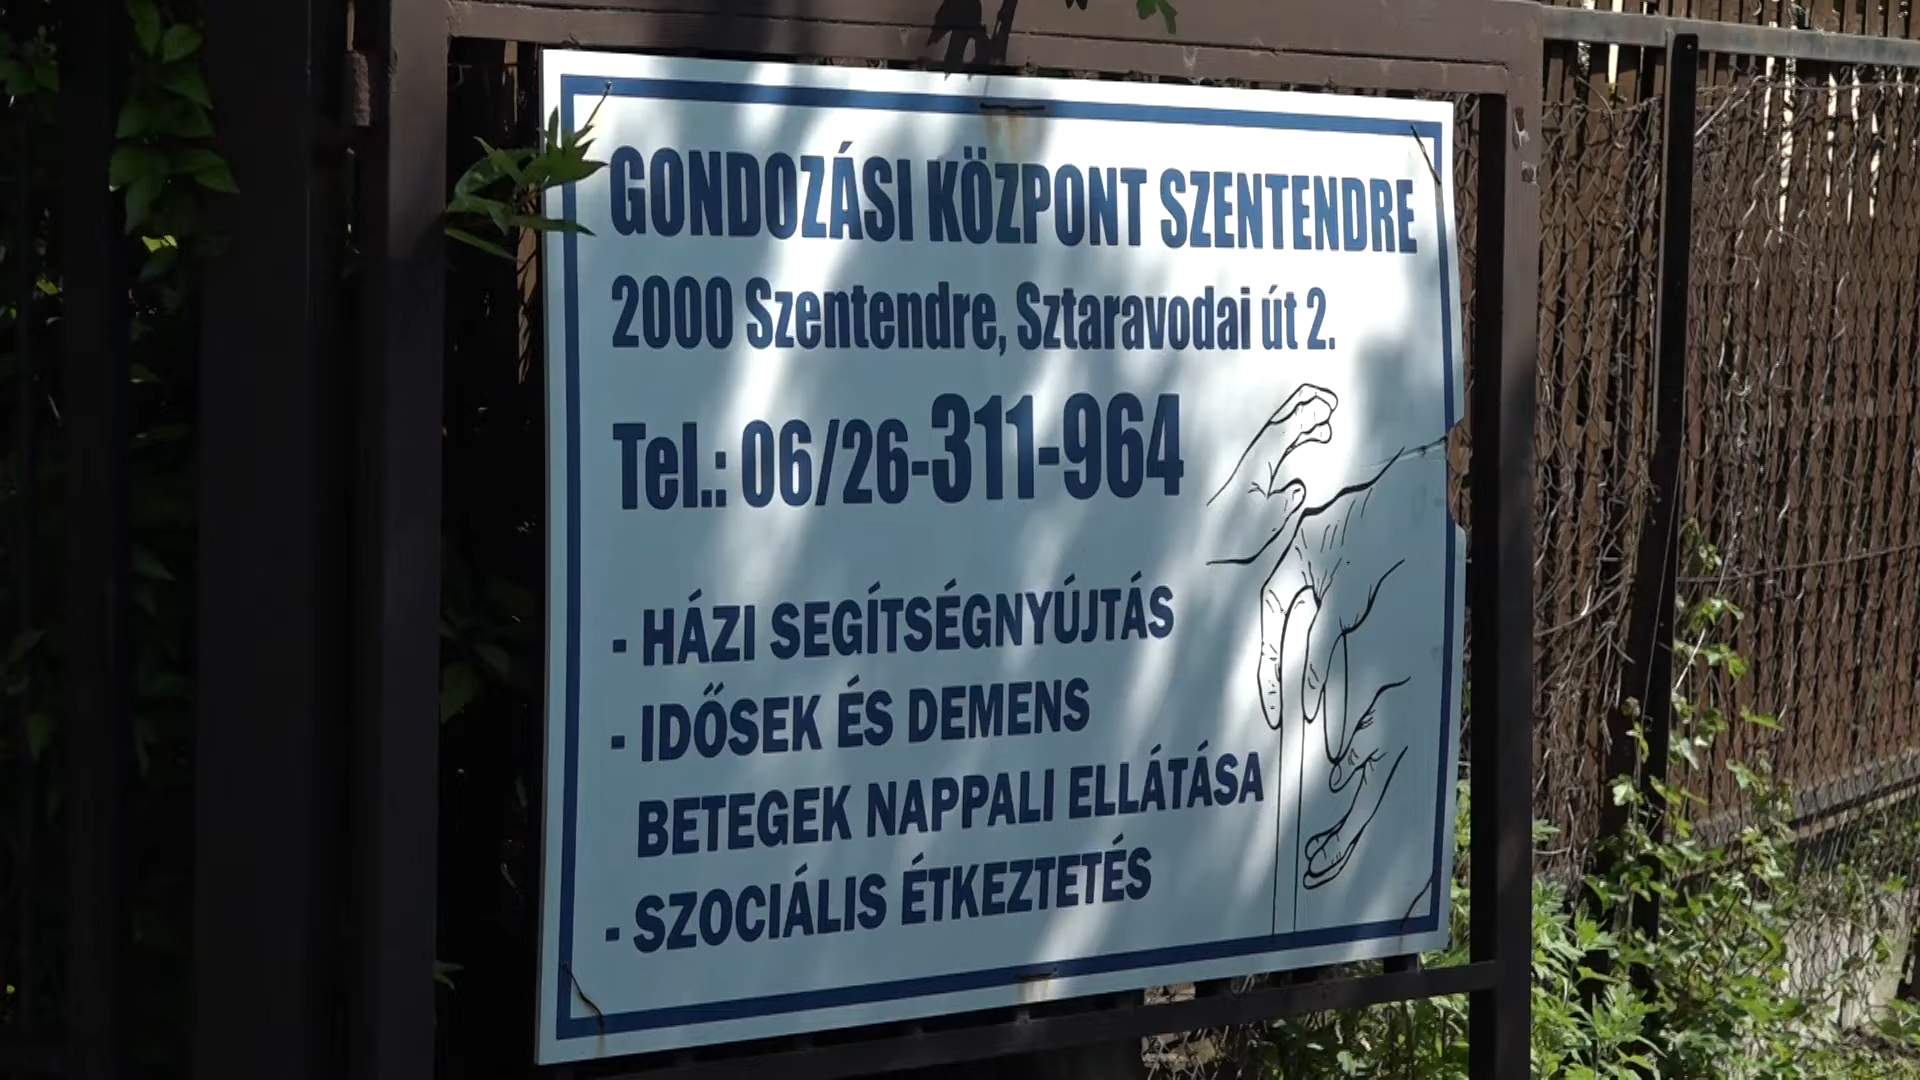 GONDOZÁSI KÖZPONT SZENTENDRE
2000 Szentendre, Sztaravodai út 2.
Tel.: 06/26-311-964
- HÁZI SEGÍTSÉGNYÚJTÁS
- IDŐSEK ÉS DEMENS
BETEGEK NAPPALI ELLÁTÁSA
- SZOCIÁLIS ÉTKEZTETÉS